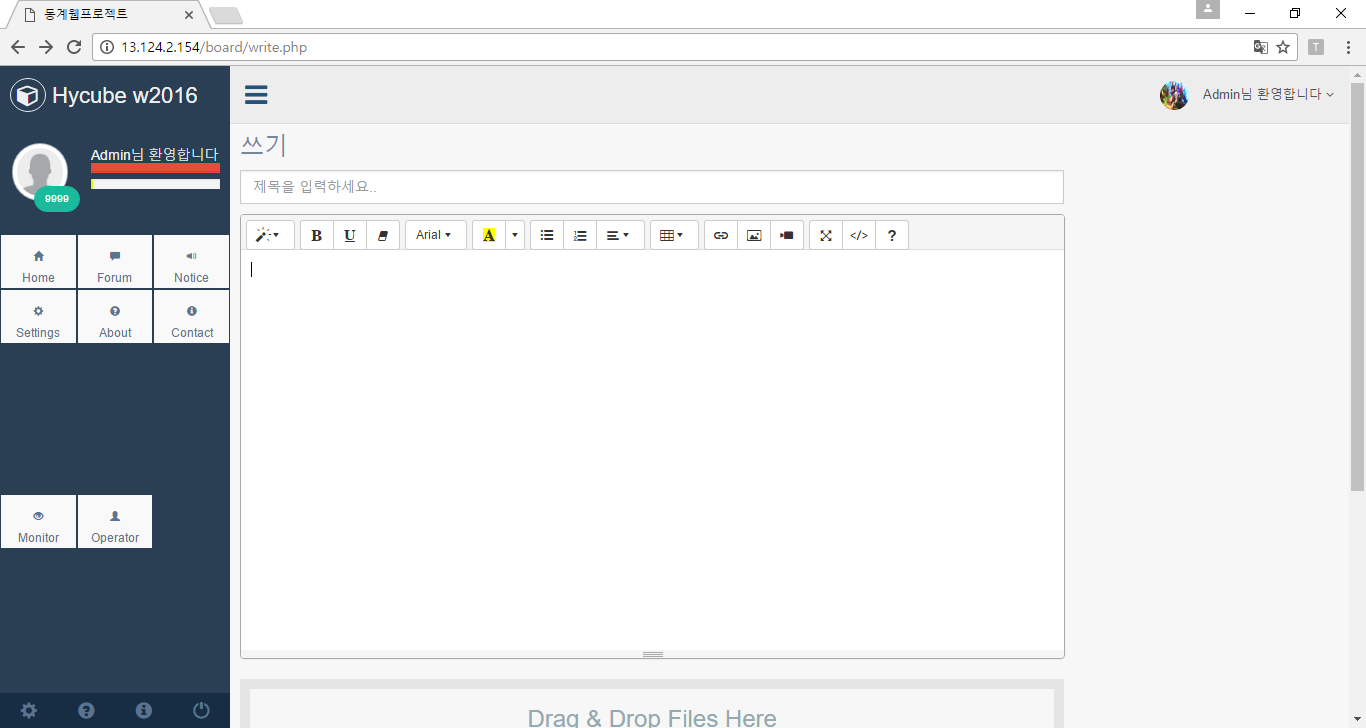 동계웹프로젝트
13.124.2.154/board/write.php
T
Hycube w2016
Admin님 환영합니다
Admin님 환영합니다
9999
쓰기
제목을 입력하세요..
B U Arial A </> ?
Home Forum Notice
Settings About Contact
Monitor Operator
Drag & Drop Files Here